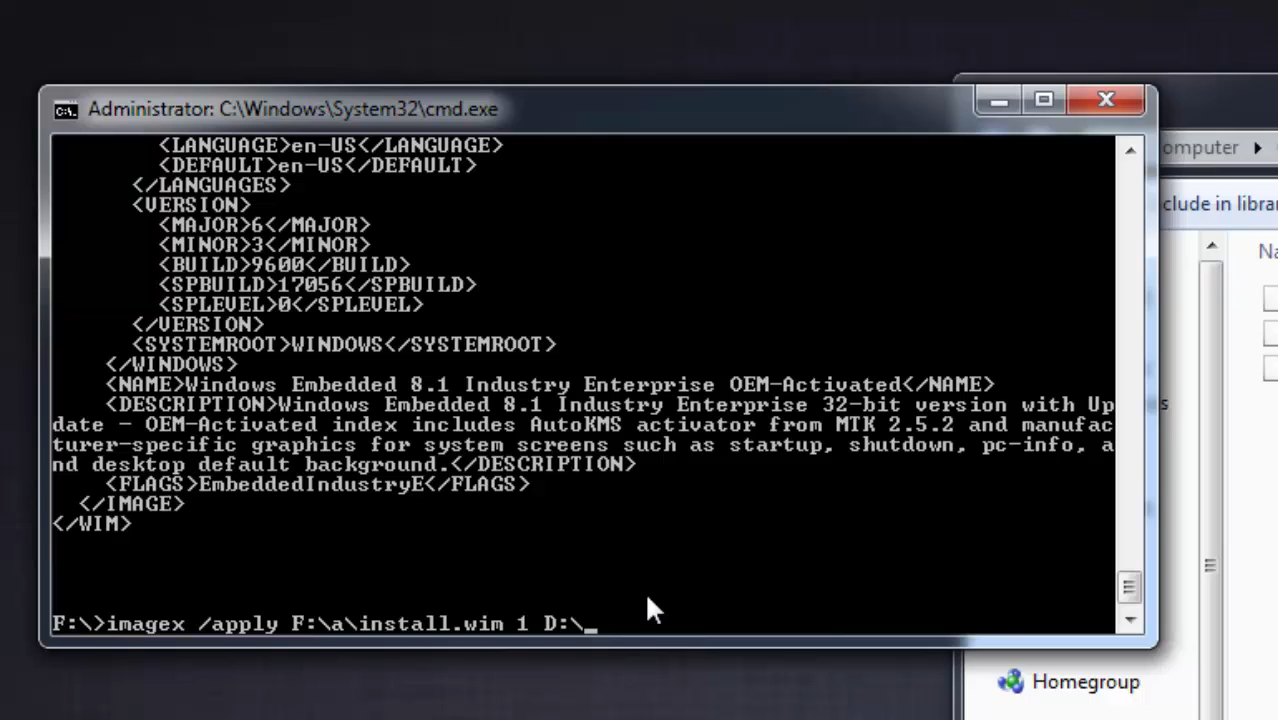 Administrator: C:\Windows\System32\cmd.exe
<LANGUAGE>en-US</LANGUAGE>
<DEFAULT>en-US</DEFAULT>
</LANGUAGES>
<VERSION>
<MAJOR>6</MAJOR>
<MINOR>3</MINOR>
<BUILD>9600</BUILD>
<SPBUILD>17056</SPBUILD>
<SPLEVEL>0</SPLEVEL>
</VERSION>
<SYSTEMROOT>WINDOWS</SYSTEMROOT>
</WINDOWS>
<NAME>Windows Embedded 8.1 Industry Enterprise OEM-Activated</NAME>
<DESCRIPTION>Windows Embedded 8.1 Industry Enterprise 32-bit version with Up
date - OEM-Activated index includes AutoKMS activator from MTK 2.5.2 and manufac
turer-specific graphics for system screens such as startup, shutdown, pc-info, a
nd desktop default background.</DESCRIPTION>
<FLAGS>EmbeddedIndustryE</FLAGS>
</IMAGE>
</WIM>
F:\>imagex /apply F:\a\install.wim 1 D:\_
omputer
clude in librar
Na
s
Homegroup